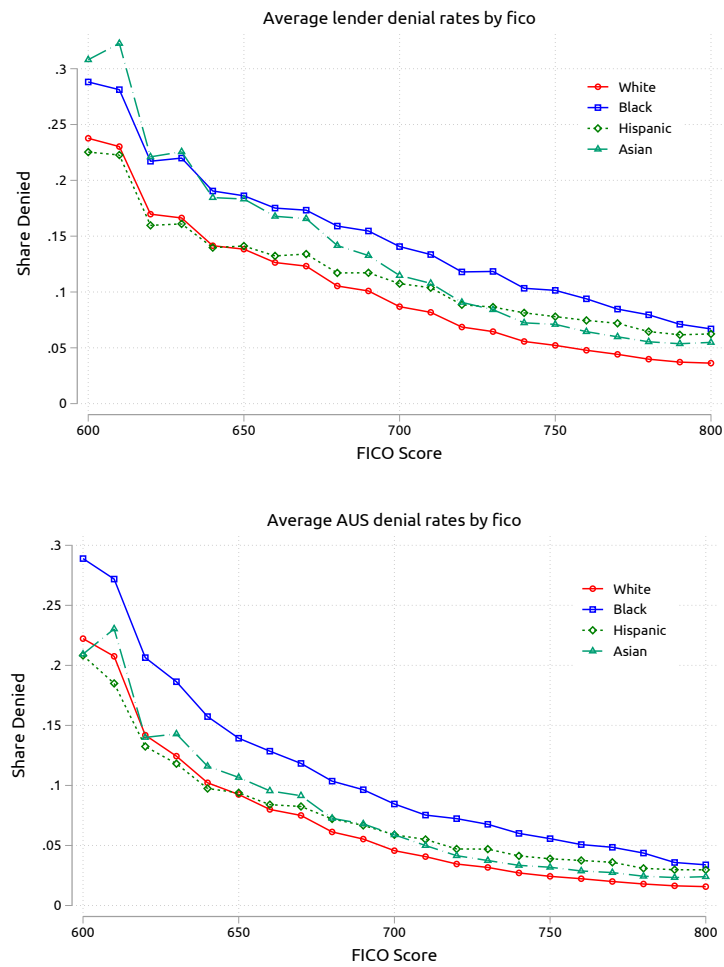 Average lender denial rates by fico
.3
.25
.2
.15
.1
.05
0
Share Denied
White
Black
Hispanic
Asian
600
650
700
750
800
FICO Score
Average AUS denial rates by fico
.3
.25
.2
.15
.1
.05
0
Share Denied
White
Black
Hispanic
Asian
600
650
700
750
800
FICO Score